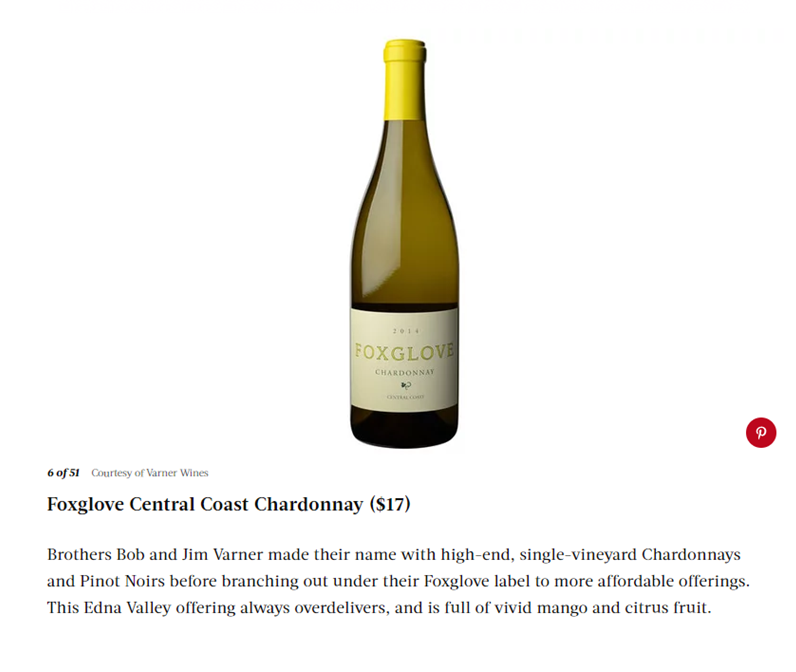 2014
FOXGLOVE
CHARDONNAY
CENTRAL COAST
6 of 51 Courtesy of Varner Wines
Foxglove Central Coast Chardonnay ($17)
Brothers Bob and Jim Varner made their name with high-end, single-vineyard Chardonnays
and Pinot Noirs before branching out under their Foxglove label to more affordable offerings.
This Edna Valley offering always overdelivers, and is full of vivid mango and citrus fruit.